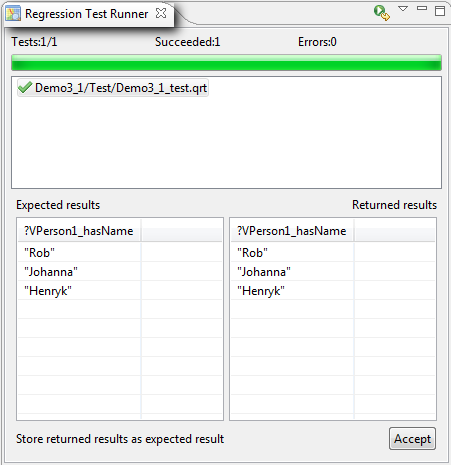 Regression Test Runner
Tests:1/1 Succeeded:1 Errors:0
Demo3_1/Test/Demo3_1_test.qrt
Expected results Returned results
?VPerson1_hasName ?VPerson1_hasName
"Rob" "Rob"
"Johanna" "Johanna"
"Henryk" "Henryk"
Store returned results as expected result Accept